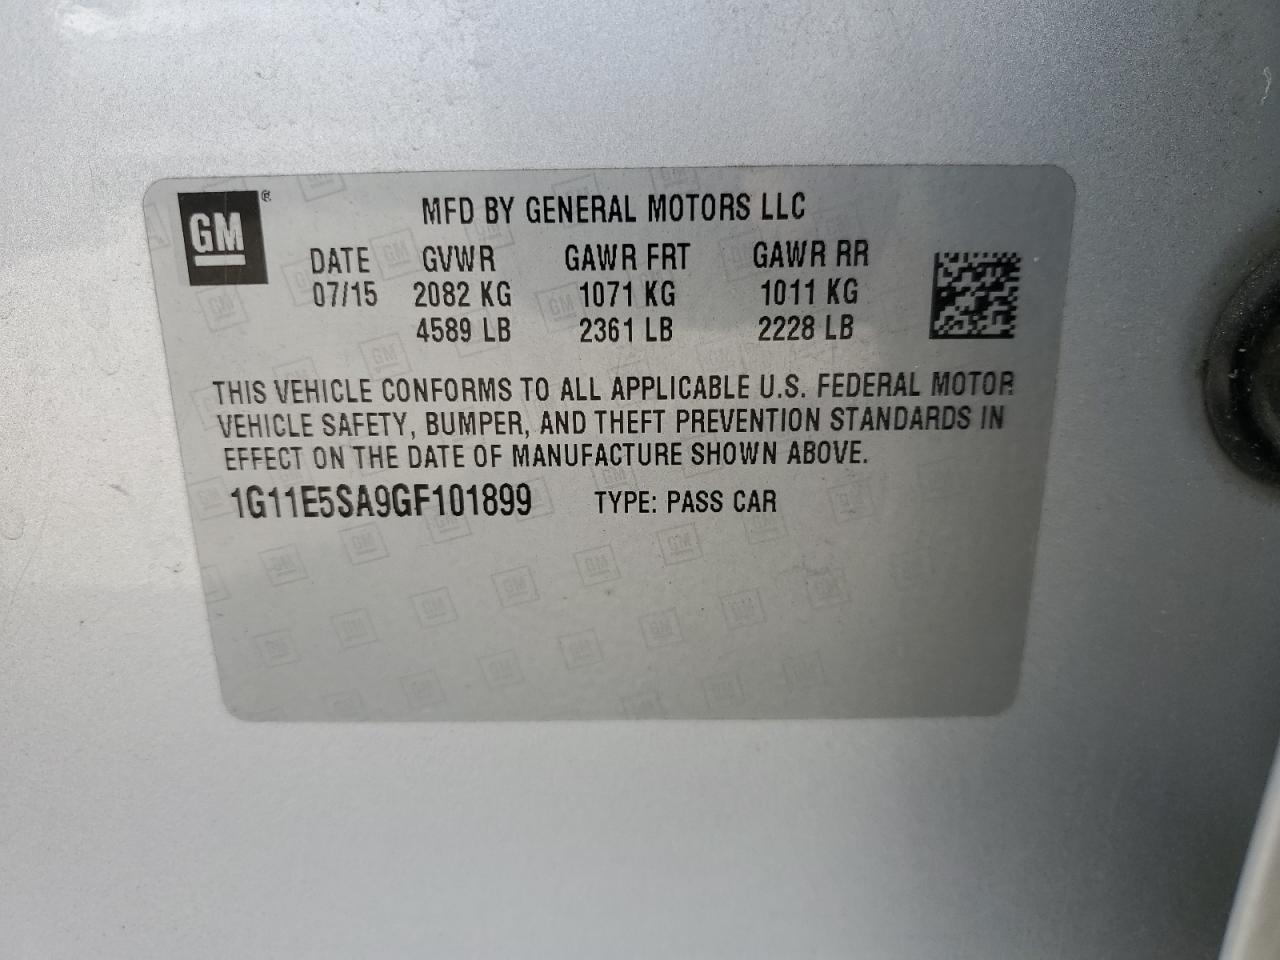 GM ®
MFD BY GENERAL MOTORS LLC
DATE GVWR GAWR FRT GAWR RR
07/15 2082 KG 1071 KG 1011 KG
4589 LB 2361 LB 2228 LB
THIS VEHICLE CONFORMS TO ALL APPLICABLE U.S. FEDERAL MOTOR
VEHICLE SAFETY, BUMPER, AND THEFT PREVENTION STANDARDS IN
EFFECT ON THE DATE OF MANUFACTURE SHOWN ABOVE.
1G11E5SA9GF101899 TYPE: PASS CAR